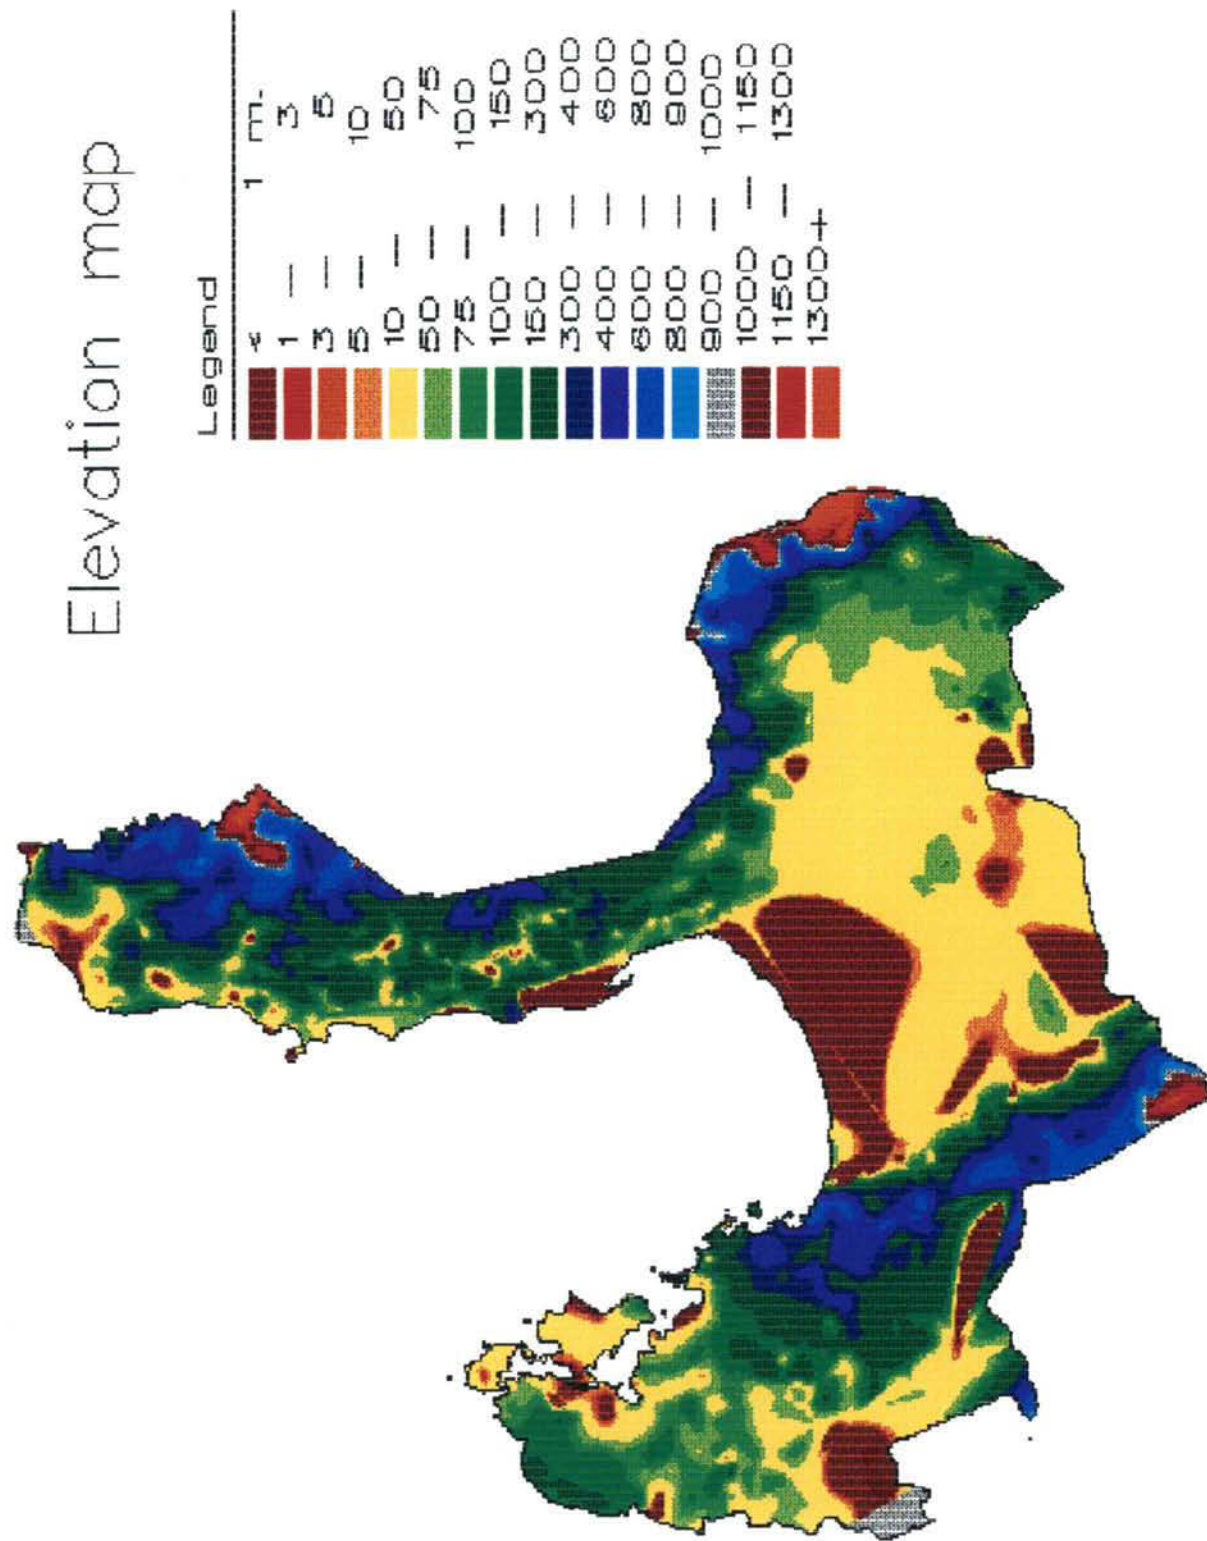 Elevation map
Legend
< 1 m.
1 — 3
3 — 5
5 — 10
10 — 50
50 — 75
75 — 100
100 — 150
150 — 300
300 — 400
400 — 600
600 — 800
800 — 900
900 — 1000
1000 — 1150
1150 — 1300
1300+